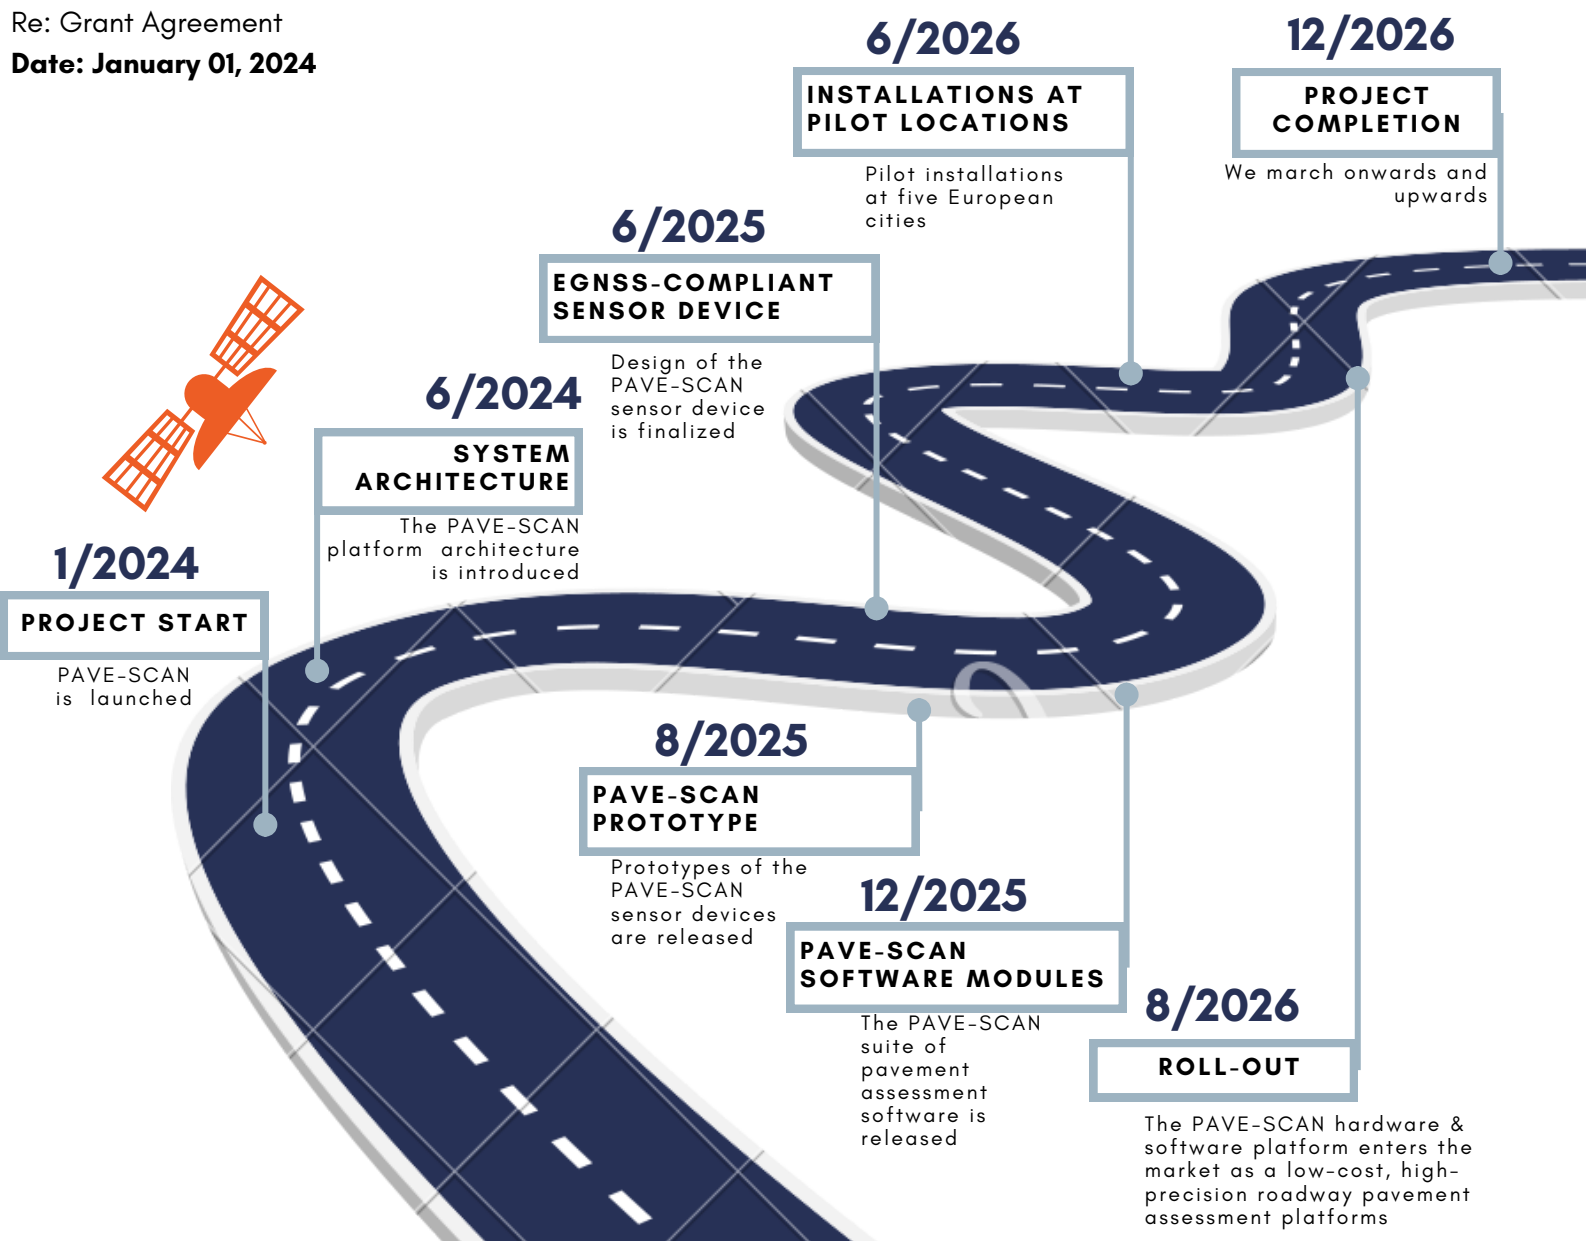 Re: Grant Agreement
Date: January 01, 2024
1/2024
PROJECT START
PAVE-SCAN
is launched
6/2024
SYSTEM
ARCHITECTURE
The PAVE-SCAN
platform architecture
is introduced
6/2025
EGNSS-COMPLIANT
SENSOR DEVICE
Design of the
PAVE-SCAN
sensor device
is finalized
8/2025
PAVE-SCAN
PROTOTYPE
Prototypes of the
PAVE-SCAN
sensor devices
are released
12/2025
PAVE-SCAN
SOFTWARE MODULES
The PAVE-SCAN
suite of
pavement
assessment
software is
released
6/2026
INSTALLATIONS AT
PILOT LOCATIONS
Pilot installations
at five European
cities
8/2026
ROLL-OUT
The PAVE-SCAN hardware &
software platform enters the
market as a low-cost, high-
precision roadway pavement
assessment platforms
12/2026
PROJECT
COMPLETION
We march onwards and
upwards